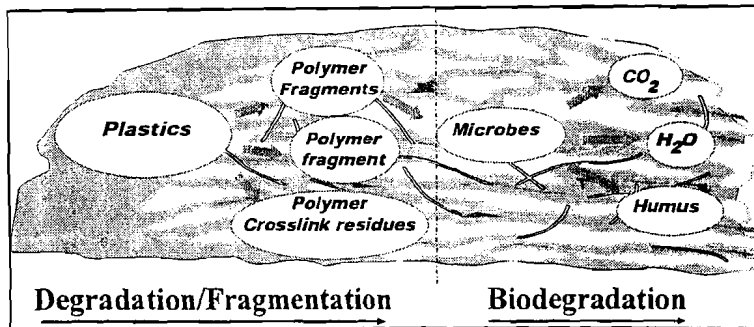 Plastics
Polymer
Fragments
Polymer
fragment
Polymer
Crosslink residues
Microbes
CO2
H2O
Humus
Degradation/Fragmentation
Biodegradation